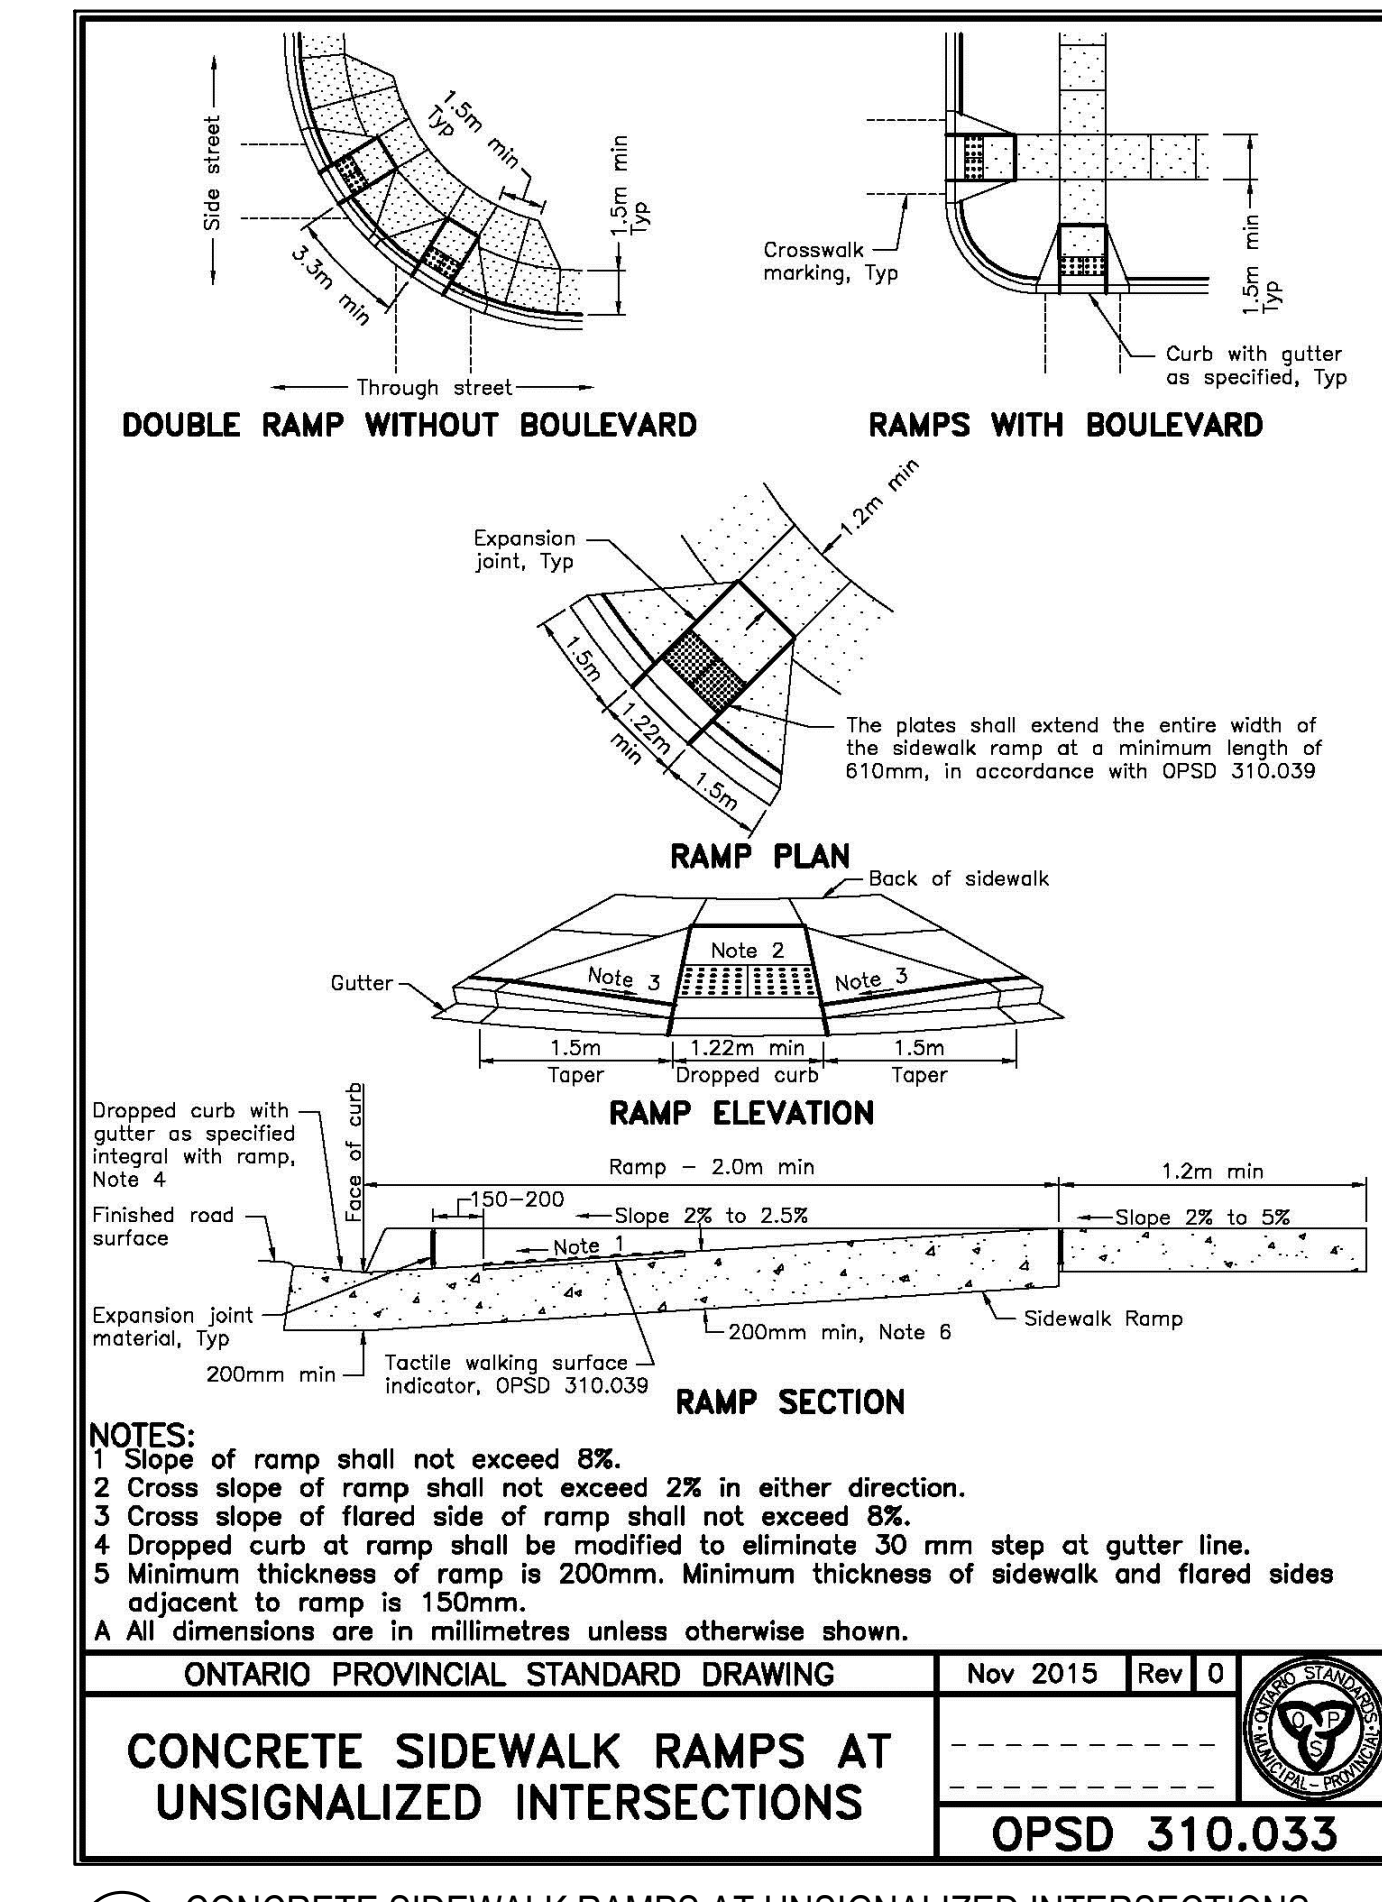 Side street
1.5m min
Typ
1.5m min
Typ
3.3m min
Through street
DOUBLE RAMP WITHOUT BOULEVARD
Crosswalk
marking, Typ
1.5m min
Typ
Curb with gutter
as specified, Typ
RAMPS WITH BOULEVARD
1.2m min
Expansion
joint, Typ
1.5m
1.22m
min
1.5m
The plates shall extend the entire width of
the sidewalk ramp at a minimum length of
610mm, in accordance with OPSD 310.039
RAMP PLAN
Back of sidewalk
Note 2
Note 3
Note 3
Gutter
1.5m
1.22m min
1.5m
Taper
Dropped curb
Taper
RAMP ELEVATION
Dropped curb with
gutter as specified
integral with ramp,
Note 4
Face of curb
Ramp - 2.0m min
1.2m min
150-200
Finished road
surface
Slope 2% to 2.5%
Slope 2% to 5%
Note 1
Expansion joint
material, Typ
Sidewalk Ramp
200mm min, Note 6
200mm min
Tactile walking surface
indicator, OPSD 310.039
RAMP SECTION
NOTES:
1 Slope of ramp shall not exceed 8%.
2 Cross slope of ramp shall not exceed 2% in either direction.
3 Cross slope of flared side of ramp shall not exceed 8%.
4 Dropped curb at ramp shall be modified to eliminate 30 mm step at gutter line.
5 Minimum thickness of ramp is 200mm. Minimum thickness of sidewalk and flared sides
adjacent to ramp is 150mm.
A All dimensions are in millimetres unless otherwise shown.
ONTARIO PROVINCIAL STANDARD DRAWING
Nov 2015
Rev
0
CONCRETE SIDEWALK RAMPS AT
UNSIGNALIZED INTERSECTIONS
ONTARIO STANDARDS
MUNICIPAL - PROVINCIAL
O P S
OPSD 310.033
CONCRETE SIDEWALK RAMPS AT UNSIGNALIZED INTERSECTIONS